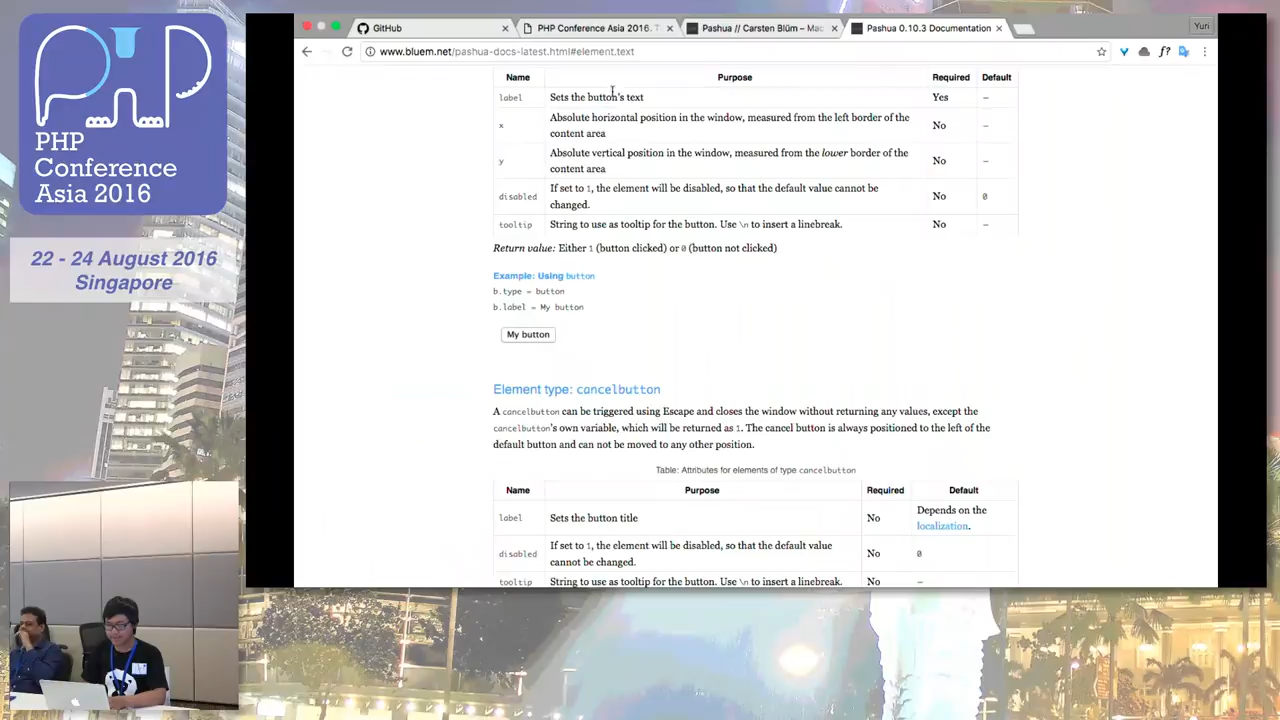 PHP
Conference
Asia 2016
22 - 24 August 2016
Singapore
GitHub
PHP Conference Asia 2016. T
Pashua // Carsten Blüm – Mac
Pashua 0.10.3 Documentation
Yuri
www.bluem.net/pashua-docs-latest.html#element.text
f?
Name Purpose Required Default
label Sets the button's text Yes –
x Absolute horizontal position in the window, measured from the left border of the
content area No –
y Absolute vertical position in the window, measured from the lower border of the
content area No –
disabled If set to 1, the element will be disabled, so that the default value cannot be
changed. No 0
tooltip String to use as tooltip for the button. Use \n to insert a linebreak. No –
Return value: Either 1 (button clicked) or 0 (button not clicked)
Example: Using button
b.type = button
b.label = My button
My button
Element type: cancelbutton
A cancelbutton can be triggered using Escape and closes the window without returning any values, except the
cancelbutton's own variable, which will be returned as 1. The cancel button is always positioned to the left of the
default button and can not be moved to any other position.
Table: Attributes for elements of type cancelbutton
Name Purpose Required Default
label Sets the button title No Depends on the
localization.
disabled If set to 1, the element will be disabled, so that the default value
cannot be changed. No 0
tooltip String to use as tooltip for the button. Use \n to insert a linebreak. No –